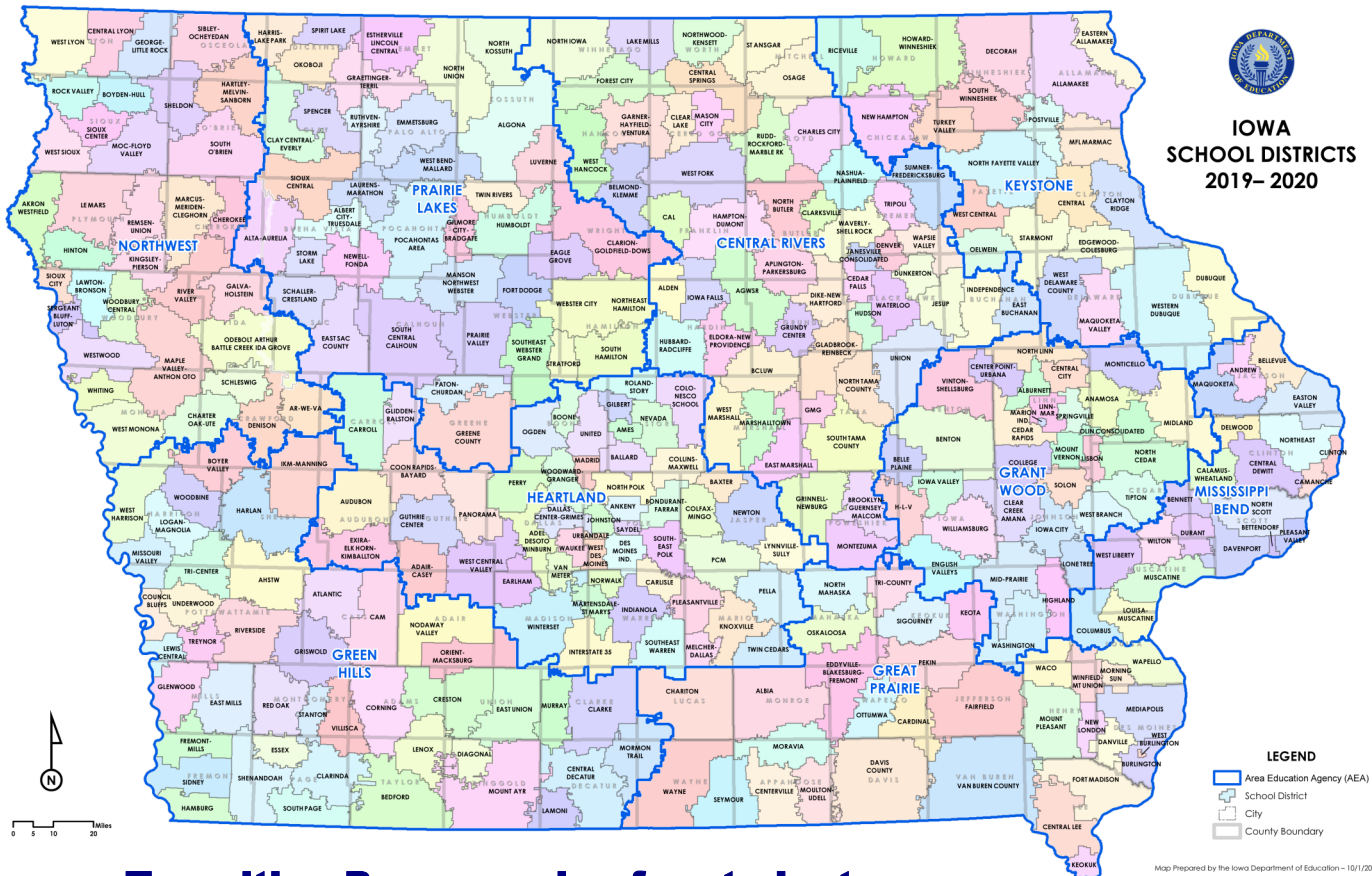 IOWA DEPARTMENT
OF EDUCATION
IOWA
SCHOOL DISTRICTS
2019– 2020
NORTHWEST
WEST LYON
CENTRAL LYON
GEORGE-
LITTLE ROCK
SIBLEY-
OCHEYEDAN
ROCK VALLEY
BOYDEN-HULL
SHELDON
HARTLEY-
MELVIN-
SANBORN
SIOUX
CENTER
MOC-FLOYD
VALLEY
WEST SIOUX
SOUTH
O'BRIEN
AKRON
WESTFIELD
LE MARS
REMSEN-
UNION
MARCUS-
MERIDEN-
CLEGHORN
CHEROKEE
HINTON
KINGSLEY-
PIERSON
SIOUX
CITY
LAWTON-
BRONSON
WOODBURY
CENTRAL
RIVER
VALLEY
GALVA-
HOLSTEIN
SERGEANT
BLUFF-
LUTON
WESTWOOD
MAPLE
VALLEY-
ANTHON OTO
ODEBOLT ARTHUR
BATTLE CREEK IDA GROVE
SCHLESWIG
WHITING
CHARTER
OAK-UTE
WEST MONONA
DENISON
AR-WE-VA
PRAIRIE
LAKES
HARRIS-
LAKE PARK
SPIRIT LAKE
ESTHERVILLE
LINCOLN
CENTRAL
OKOBOJI
GRAETTINGER-
TERRIL
NORTH
UNION
NORTH
KOSSUTH
SPENCER
RUTHVEN-
AYRSHIRE
EMMETSBURG
ALGONA
CLAY CENTRAL-
EVERLY
WEST BEND-
MALLARD
LUVERNE
SIOUX
CENTRAL
LAURENS-
MARATHON
TWIN RIVERS
ALBERT
CITY-
TRUESDALE
POCAHONTAS
AREA
GILMORE
CITY-
BRADGATE
HUMBOLDT
ALTA-AURELIA
STORM
LAKE
NEWELL-
FONDA
EAGLE
GROVE
CLARION-
GOLDFIELD-DOWS
SCHALLER-
CRESTLAND
MANSON
NORTHWEST
WEBSTER
FORT DODGE
WEBSTER CITY
NORTHEAST
HAMILTON
EAST SAC
COUNTY
SOUTH
CENTRAL
CALHOUN
PRAIRIE
VALLEY
SOUTHEAST
WEBSTER
GRAND
STRATFORD
SOUTH
HAMILTON
PATON-
CHURDAN
GREENE
COUNTY
CENTRAL RIVERS
NORTH IOWA
LAKE MILLS
NORTHWOOD-
KENSETT
ST ANSGAR
RICEVILLE
FOREST CITY
CENTRAL
SPRINGS
OSAGE
GARNER-
HAYFIELD-
VENTURA
CLEAR
LAKE
MASON
CITY
CHARLES CITY
RUDD-
ROCKFORD-
MARBLE RK
WEST
HANCOCK
NASHUA-
PLAINFIELD
SUMNER-
FREDERICKSBURG
BELMOND-
KLEMME
WEST FORK
CAL
HAMPTON-
DUMONT
NORTH
BUTLER
CLARKSVILLE
TRIPOLI
WAVERLY-
SHELL ROCK
JANESVILLE
CONSOLIDATED
DENVER
WAPSIE
VALLEY
APLINGTON-
PARKERSBURG
CEDAR
FALLS
DUNKERTON
ALDEN
IOWA FALLS
AGWSR
DIKE-NEW
HARTFORD
WATERLOO
HUDSON
JESUP
HUBBARD-
RADCLIFFE
ELDORA-NEW
PROVIDENCE
GRUNDY
CENTER
GLADBROOK-
REINBECK
UNION
BCLUW
NORTH TAMA
COUNTY
WEST
MARSHALL
MARSHALLTOWN
GMG
SOUTH TAMA
COUNTY
EAST MARSHALL
GRINNELL-
NEWBURG
BROOKLYN-
GUERNSEY-
MALCOM
MONTEZUMA
KEYSTONE
HOWARD-
WINNESHIEK
DECORAH
EASTERN
ALLAMAKEE
ALLAMAKEE
NEW HAMPTON
SOUTH
WINNESHIEK
TURKEY
VALLEY
POSTVILLE
NORTH FAYETTE VALLEY
MFLMARMAC
WEST CENTRAL
CENTRAL
CLAYTON
RIDGE
OELWEIN
STARMONT
EDGEWOOD-
COLESBURG
INDEPENDENCE
EAST
BUCHANAN
WEST
DELAWARE
COUNTY
MAQUOKETA
VALLEY
WESTERN
DUBUQUE
DUBUQUE
GRANT
WOOD
VINTON-
SHELLSBURG
CENTER POINT-
URBANA
NORTH LINN
CENTRAL
CITY
MONTICELLO
ALBURNETT
ANAMOSA
MARION
IND.
LINN-
MAR
SPRINGVILLE
MIDLAND
CEDAR
RAPIDS
OLIN CONSOLIDATED
BENTON
MOUNT
VERNON
LISBON
NORTH
CEDAR
BELLE
PLAINE
COLLEGE
SOLON
TIPTON
IOWA VALLEY
H-L-V
CLEAR
CREEK
AMANA
IOWA CITY
WEST BRANCH
WILLIAMSBURG
ENGLISH
VALLEYS
LONE TREE
MID-PRAIRIE
HIGHLAND
WASHINGTON
MISSISSIPPI
BEND
MAQUOKETA
ANDREW
BELLEVUE
EASTON
VALLEY
DELWOOD
NORTHEAST
CALAMUS-
WHEATLAND
CENTRAL
DEWITT
CLINTON
CAMANCHE
BENNETT
NORTH
SCOTT
BETTENDORF
PLEASANT
VALLEY
DURANT
DAVENPORT
WILTON
WEST LIBERTY
MUSCATINE
COLUMBUS
LOUISA-
MUSCATINE
HEARTLAND
CARROLL
GLIDDEN-
RALSTON
COON RAPIDS-
BAYARD
OGDEN
BOONE
UNITED
GILBERT
AMES
ROLAND-
STORY
NEVADA
COLO-
NESCO
SCHOOL
BALLARD
COLLINS-
MAXWELL
MADRID
WOODWARD-
GRANGER
PERRY
NORTH POLK
BAXTER
DALLAS
CENTER-GRIMES
ANKENY
BONDURANT-
FARRAR
COLFAX-
MINGO
NEWTON
GUTHRIE
CENTER
PANORAMA
JOHNSTON
SAYDEL
ADEL
DESOTO
MINBURN
URBANDALE
WAUKEE
WEST
DES
MOINES
DES
MOINES
IND.
SOUTH-
EAST
POLK
LYNNVILLE-
SULLY
PCM
ADAIR-
CASEY
WEST CENTRAL
VALLEY
EARLHAM
VAN
METER
NORWALK
CARLISLE
PELLA
MARTENSDALE-
ST MARYS
INDIANOLA
PLEASANTVILLE
KNOXVILLE
WINTERSET
INTERSTATE 35
SOUTHEAST
WARREN
MELCHER-
DALLAS
TWIN CEDARS
GREEN
HILLS
BOYER
VALLEY
IKM-MANNING
WOODBINE
HARLAN
WEST
HARRISON
LOGAN-
MAGNOLIA
AUDUBON
EXIRA-
ELK HORN-
KIMBALLTON
MISSOURI
VALLEY
TRI-CENTER
AHSTW
ATLANTIC
CAM
COUNCIL
BLUFFS
UNDERWOOD
RIVERSIDE
TREYNOR
LEWIS
CENTRAL
GRISWOLD
NODAWAY
VALLEY
ORIENT-
MACKSBURG
GLENWOOD
EAST MILLS
RED OAK
STANTON
VILLISCA
CORNING
CRESTON
EAST UNION
MURRAY
CLARKE
FREMONT-
MILLS
ESSEX
SHENANDOAH
CLARINDA
LENOX
DIAGONAL
MORMON
TRAIL
SIDNEY
HAMBURG
SOUTH PAGE
BEDFORD
MOUNT AYR
CENTRAL
DECATUR
LAMONI
GREAT
PRAIRIE
NORTH
MAHASKA
TRI-COUNTY
KEOTA
SIGOURNEY
OSKALOOSA
EDDYVILLE-
BLAKESBURG-
FREMONT
PEKIN
WACO
WAPELLO
MORNING
SUN
WINFIELD-
MT UNION
CHARITON
ALBIA
OTTUMWA
CARDINAL
FAIRFIELD
MOUNT
PLEASANT
MEDIAPOLIS
NEW
LONDON
DANVILLE
WEST
BURLINGTON
BURLINGTON
MORAVIA
DAVIS
COUNTY
VAN BUREN COUNTY
FORT MADISON
WAYNE
SEYMOUR
CENTERVILLE
MOULTON-
UDELL
CENTRAL LEE
KEOKUK
N
Miles
0 5 10 20
LEGEND
Area Education Agency (AEA)
School District
City
County Boundary
Map Prepared by the Iowa Department of Education – 10/1/20